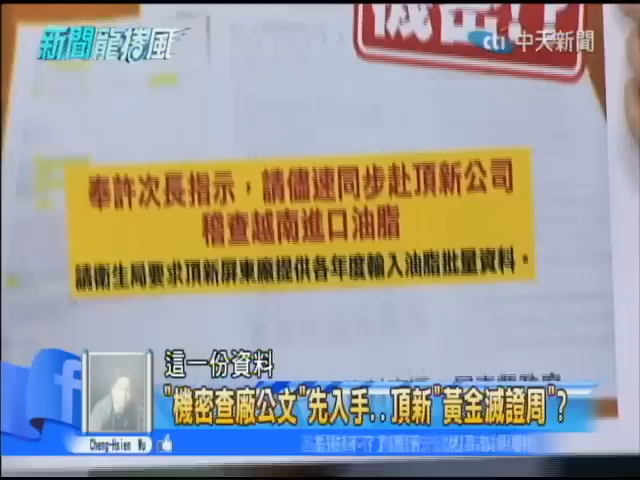 新聞龍捲風
機密件
cti 中天新聞
奉許次長指示，請儘速同步赴頂新公司
稽查越南進口油脂
請衛生局要求頂新屏東廠提供各年度輸入油脂批量資料。
這一份資料
"機密查廠公文"先入手..頂新"黃金滅證周"?
Cheng-Hsien Wu